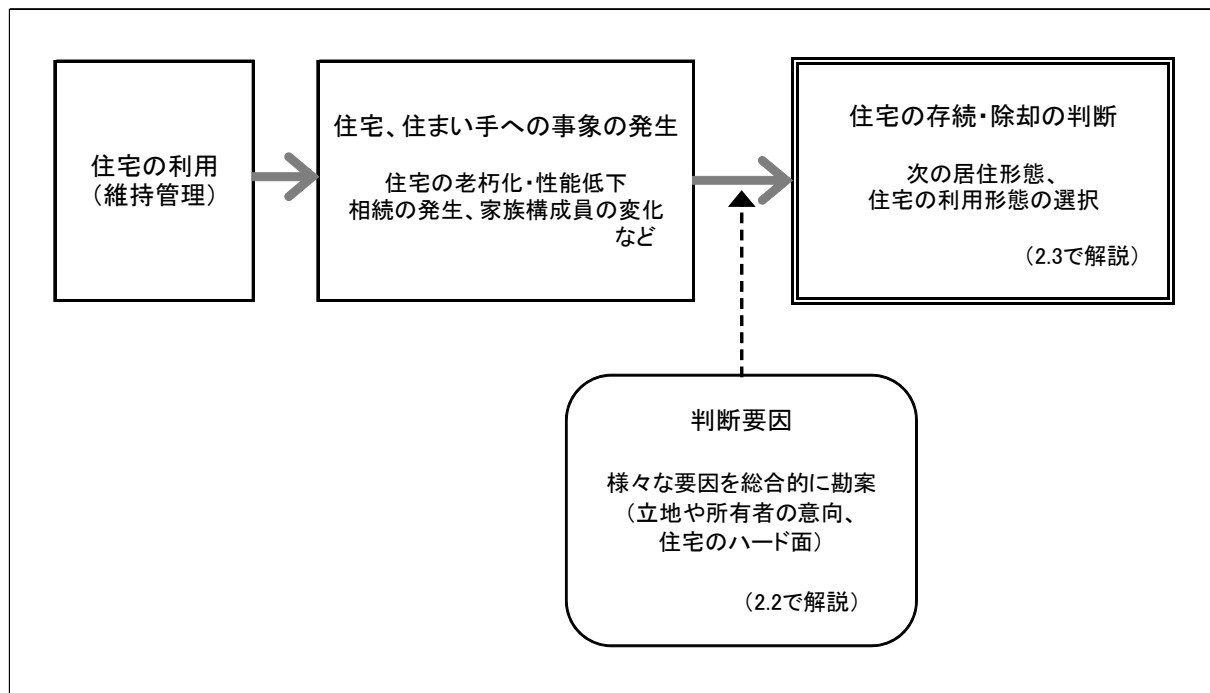 住宅の利用
（維持管理）
住宅、住まい手への事象の発生
住宅の老朽化・性能低下
相続の発生、家族構成員の変化
など
住宅の存続・除却の判断
次の居住形態、
住宅の利用形態の選択
（2.3で解説）
判断要因
様々な要因を総合的に勘案
（立地や所有者の意向、
住宅のハード面）
（2.2で解説）